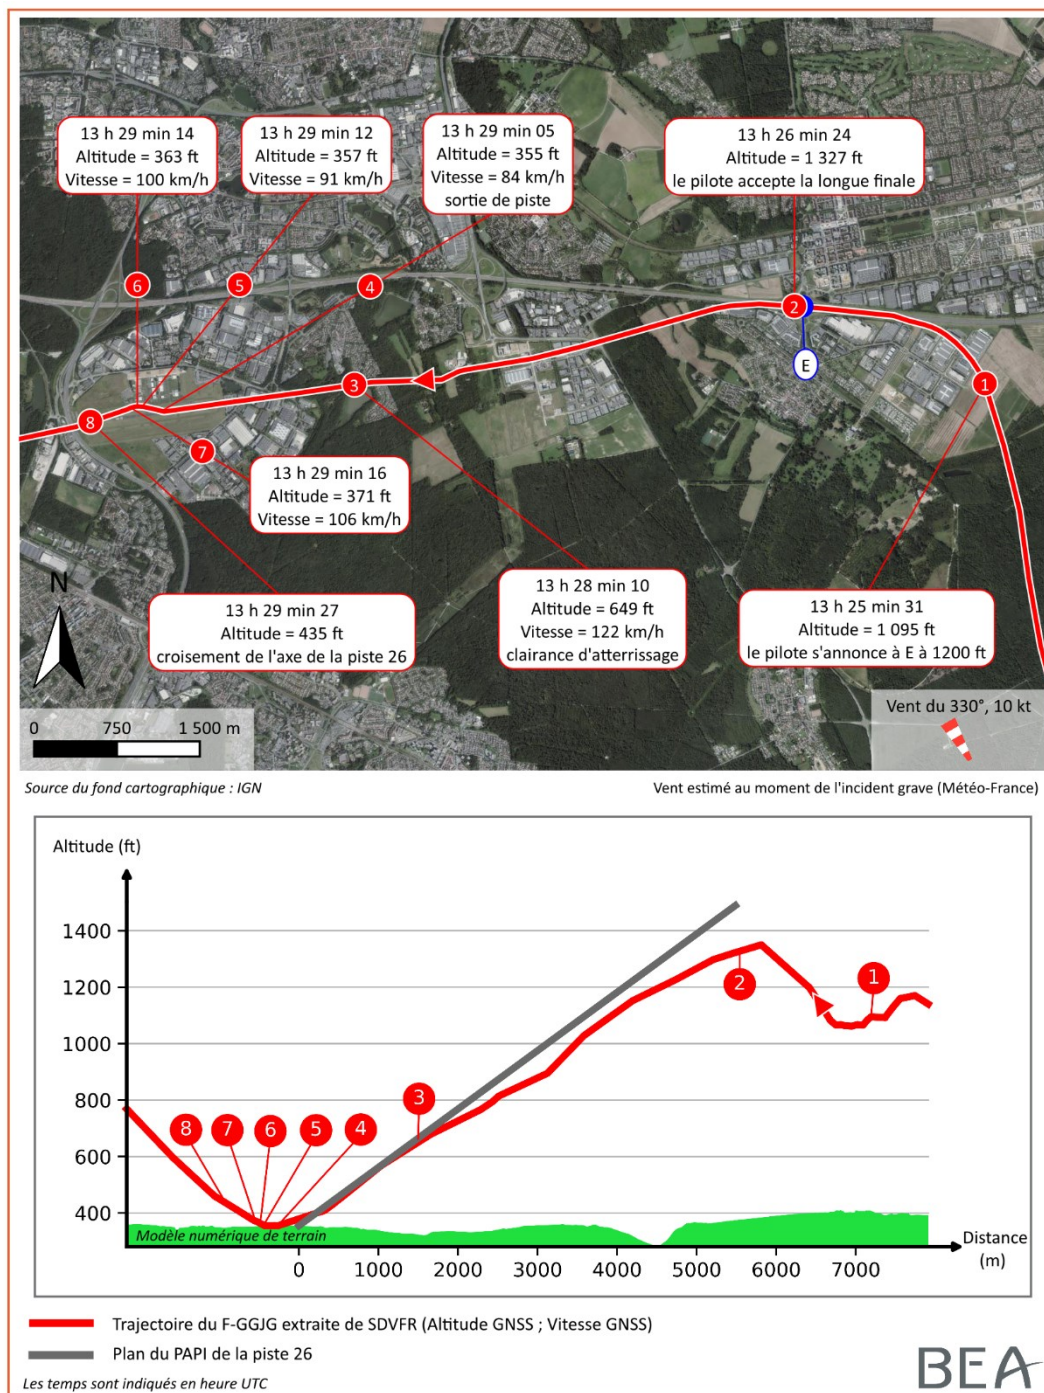 13 h 29 min 14
Altitude = 363 ft
Vitesse = 100 km/h
13 h 29 min 12
Altitude = 357 ft
Vitesse = 91 km/h
13 h 29 min 05
Altitude = 355 ft
Vitesse = 84 km/h
sortie de piste
13 h 26 min 24
Altitude = 1 327 ft
le pilote accepte la longue finale
6
5
4
2
E
3
1
8
7
13 h 29 min 16
Altitude = 371 ft
Vitesse = 106 km/h
13 h 29 min 27
Altitude = 435 ft
croisement de l'axe de la piste 26
13 h 28 min 10
Altitude = 649 ft
Vitesse = 122 km/h
clairance d'atterrissage
13 h 25 min 31
Altitude = 1 095 ft
le pilote s'annonce à E à 1200 ft
N
0 750 1 500 m
Vent du 330°, 10 kt
Source du fond cartographique : IGN
Vent estimé au moment de l'incident grave (Météo-France)
Altitude (ft)
1400
1200
1000
800
600
400
1
2
3
8 7 6 5 4
Modèle numérique de terrain
0 1000 2000 3000 4000 5000 6000 7000
Distance
(m)
Trajectoire du F-GGJG extraite de SDVFR (Altitude GNSS ; Vitesse GNSS)
Plan du PAPI de la piste 26
Les temps sont indiqués en heure UTC
BEA